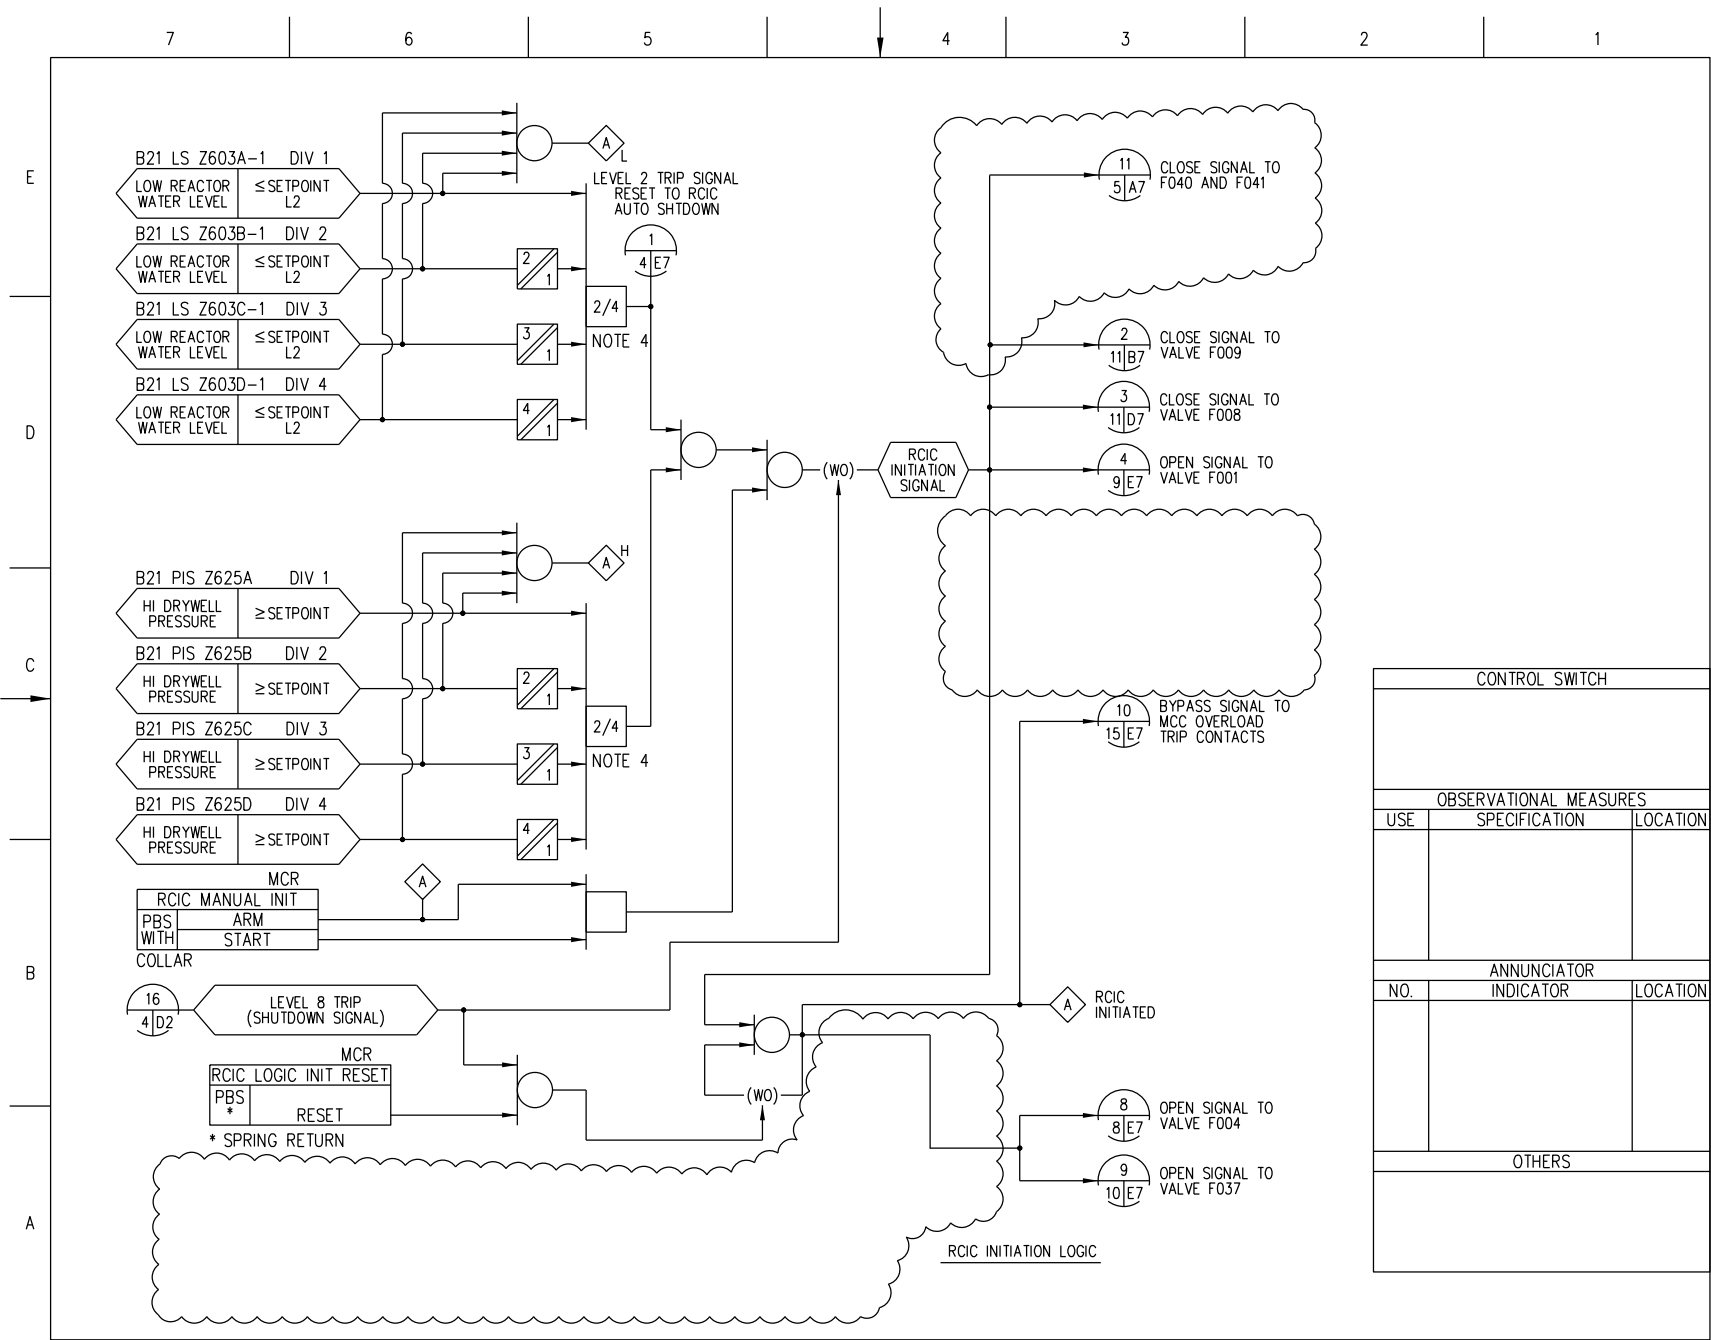 7 6 5 4 3 2 1
E
D
C
B
A
B21 LS Z603A-1 DIV 1
LOW REACTOR
WATER LEVEL
≤SETPOINT
L2
B21 LS Z603B-1 DIV 2
LOW REACTOR
WATER LEVEL
≤SETPOINT
L2
B21 LS Z603C-1 DIV 3
LOW REACTOR
WATER LEVEL
≤SETPOINT
L2
B21 LS Z603D-1 DIV 4
LOW REACTOR
WATER LEVEL
≤SETPOINT
L2
A
L
LEVEL 2 TRIP SIGNAL
RESET TO RCIC
AUTO SHTDOWN
1
4 E7
2
1
3
1
4
1
2/4
NOTE 4
(WO)
RCIC
INITIATION
SIGNAL
11
5 A7
CLOSE SIGNAL TO
F040 AND F041
2
11 B7
CLOSE SIGNAL TO
VALVE F009
3
11 D7
CLOSE SIGNAL TO
VALVE F008
4
9 E7
OPEN SIGNAL TO
VALVE F001
A
H
B21 PIS Z625A DIV 1
HI DRYWELL
PRESSURE
≥SETPOINT
B21 PIS Z625B DIV 2
HI DRYWELL
PRESSURE
≥SETPOINT
B21 PIS Z625C DIV 3
HI DRYWELL
PRESSURE
≥SETPOINT
B21 PIS Z625D DIV 4
HI DRYWELL
PRESSURE
≥SETPOINT
2
1
3
1
4
1
2/4
NOTE 4
10
15 E7
BYPASS SIGNAL TO
MCC OVERLOAD
TRIP CONTACTS
MCR
RCIC MANUAL INIT
PBS
WITH
ARM
START
COLLAR
A
16
4 D2
LEVEL 8 TRIP
(SHUTDOWN SIGNAL)
MCR
RCIC LOGIC INIT RESET
PBS
*
RESET
* SPRING RETURN
(WO)
A
RCIC
INITIATED
8
8 E7
OPEN SIGNAL TO
VALVE F004
9
10 E7
OPEN SIGNAL TO
VALVE F037
RCIC INITIATION LOGIC
CONTROL SWITCH
OBSERVATIONAL MEASURES
USE SPECIFICATION LOCATION
ANNUNCIATOR
NO. INDICATOR LOCATION
OTHERS